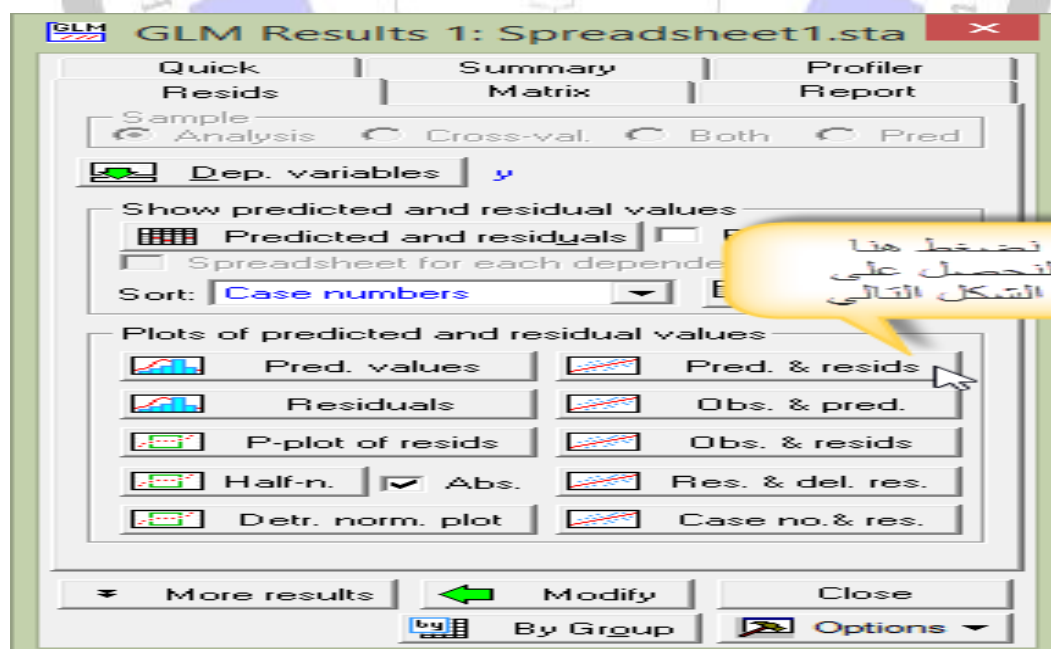 GLM GLM Results 1: Spreadsheet1.sta
Quick Summary Profiler
Resids Matrix Report
Sample
Analysis Cross-val. Both Pred
Dep. variables y
Show predicted and residual values
Predicted and residuals
Spreadsheet for each depende
Sort: Case numbers
نضغط هنا
لنحصل على
الشكل التالي
Plots of predicted and residual values
Pred. values Pred. & resids
Residuals Obs. & pred.
P-plot of resids Obs. & resids
Half-n. Abs. Res. & del. res.
Detr. norm. plot Case no.& res.
More results Modify Close
by By Group Options